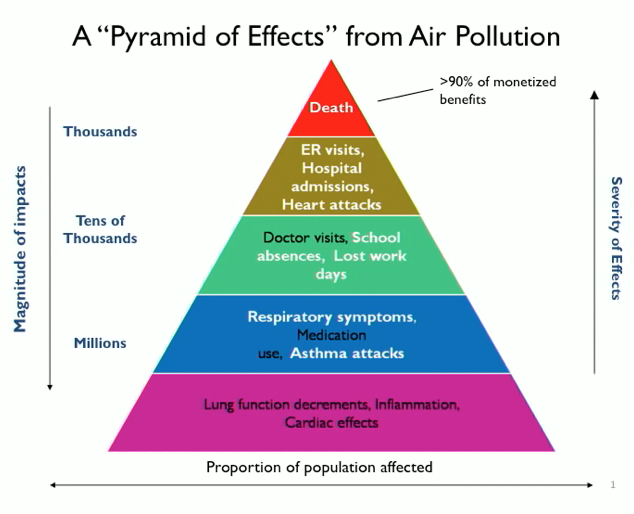 A “Pyramid of Effects” from Air Pollution
>90% of monetized
benefits
Death
Thousands
ER visits,
Hospital
admissions,
Heart attacks
Tens of
Thousands
Doctor visits, School
absences, Lost work
days
Millions
Respiratory symptoms,
Medication
use, Asthma attacks
Lung function decrements, Inflammation,
Cardiac effects
Magnitude of impacts
Severity of Effects
Proportion of population affected
1